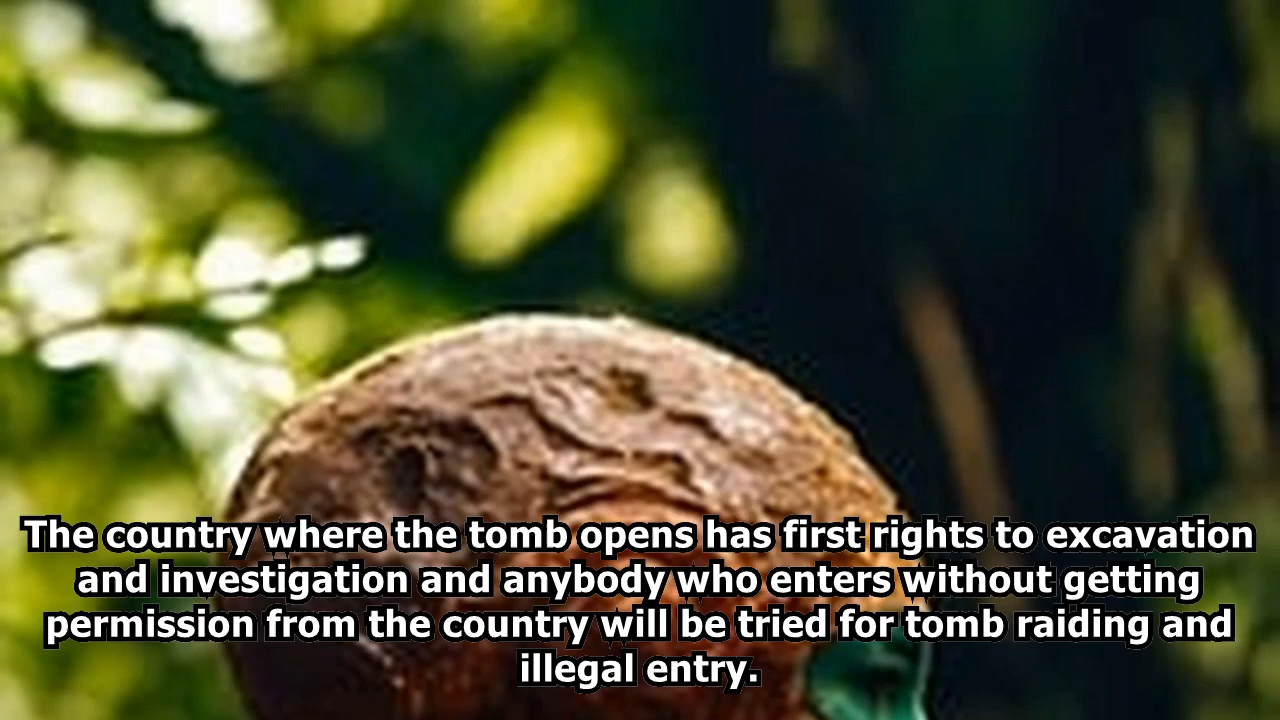 The country where the tomb opens has first rights to excavation
and investigation and anybody who enters without getting
permission from the country will be tried for tomb raiding and
illegal entry.